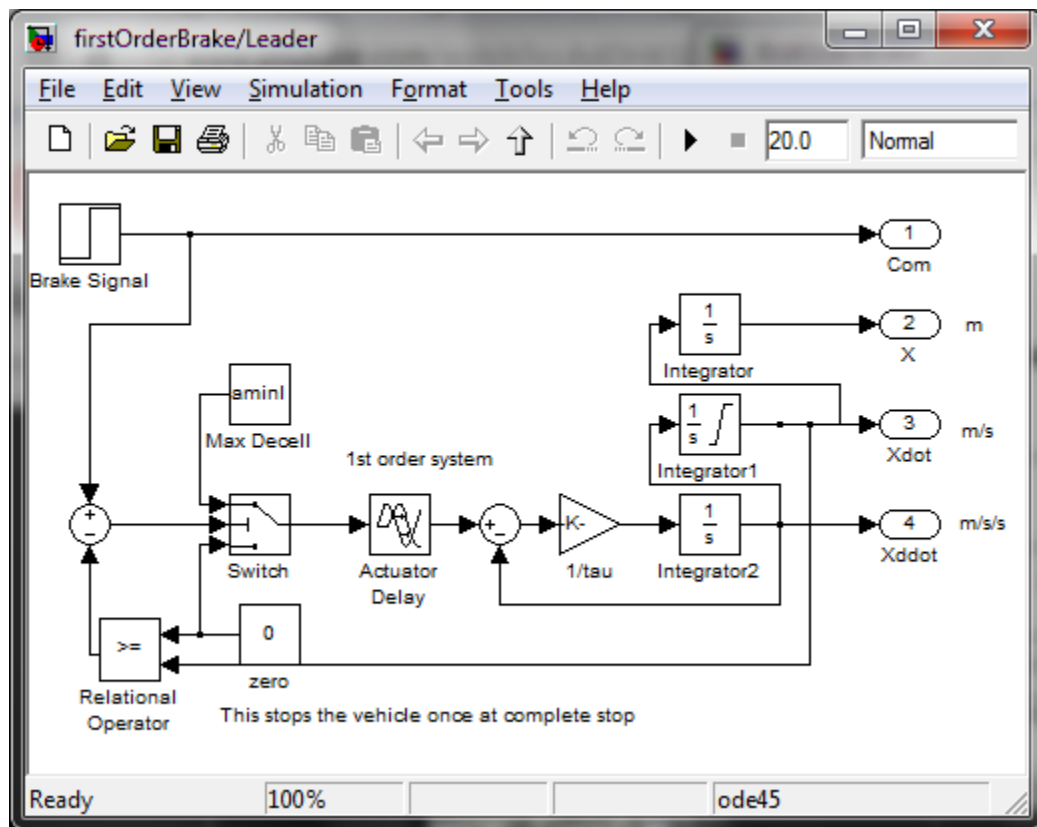 firstOrderBrake/Leader
File Edit View Simulation Format Tools Help
20.0 Normal
1
Com
Brake Signal
1
s
Integrator
2
X
m
aminl
Max Decell
1
s
Integrator1
3
Xdot
m/s
1st order system
+
−
Switch
Actuator
Delay
+
−
K-
1/tau
1
s
Integrator2
4
Xddot
m/s/s
>=
Relational
Operator
0
zero
This stops the vehicle once at complete stop
Ready 100% ode45